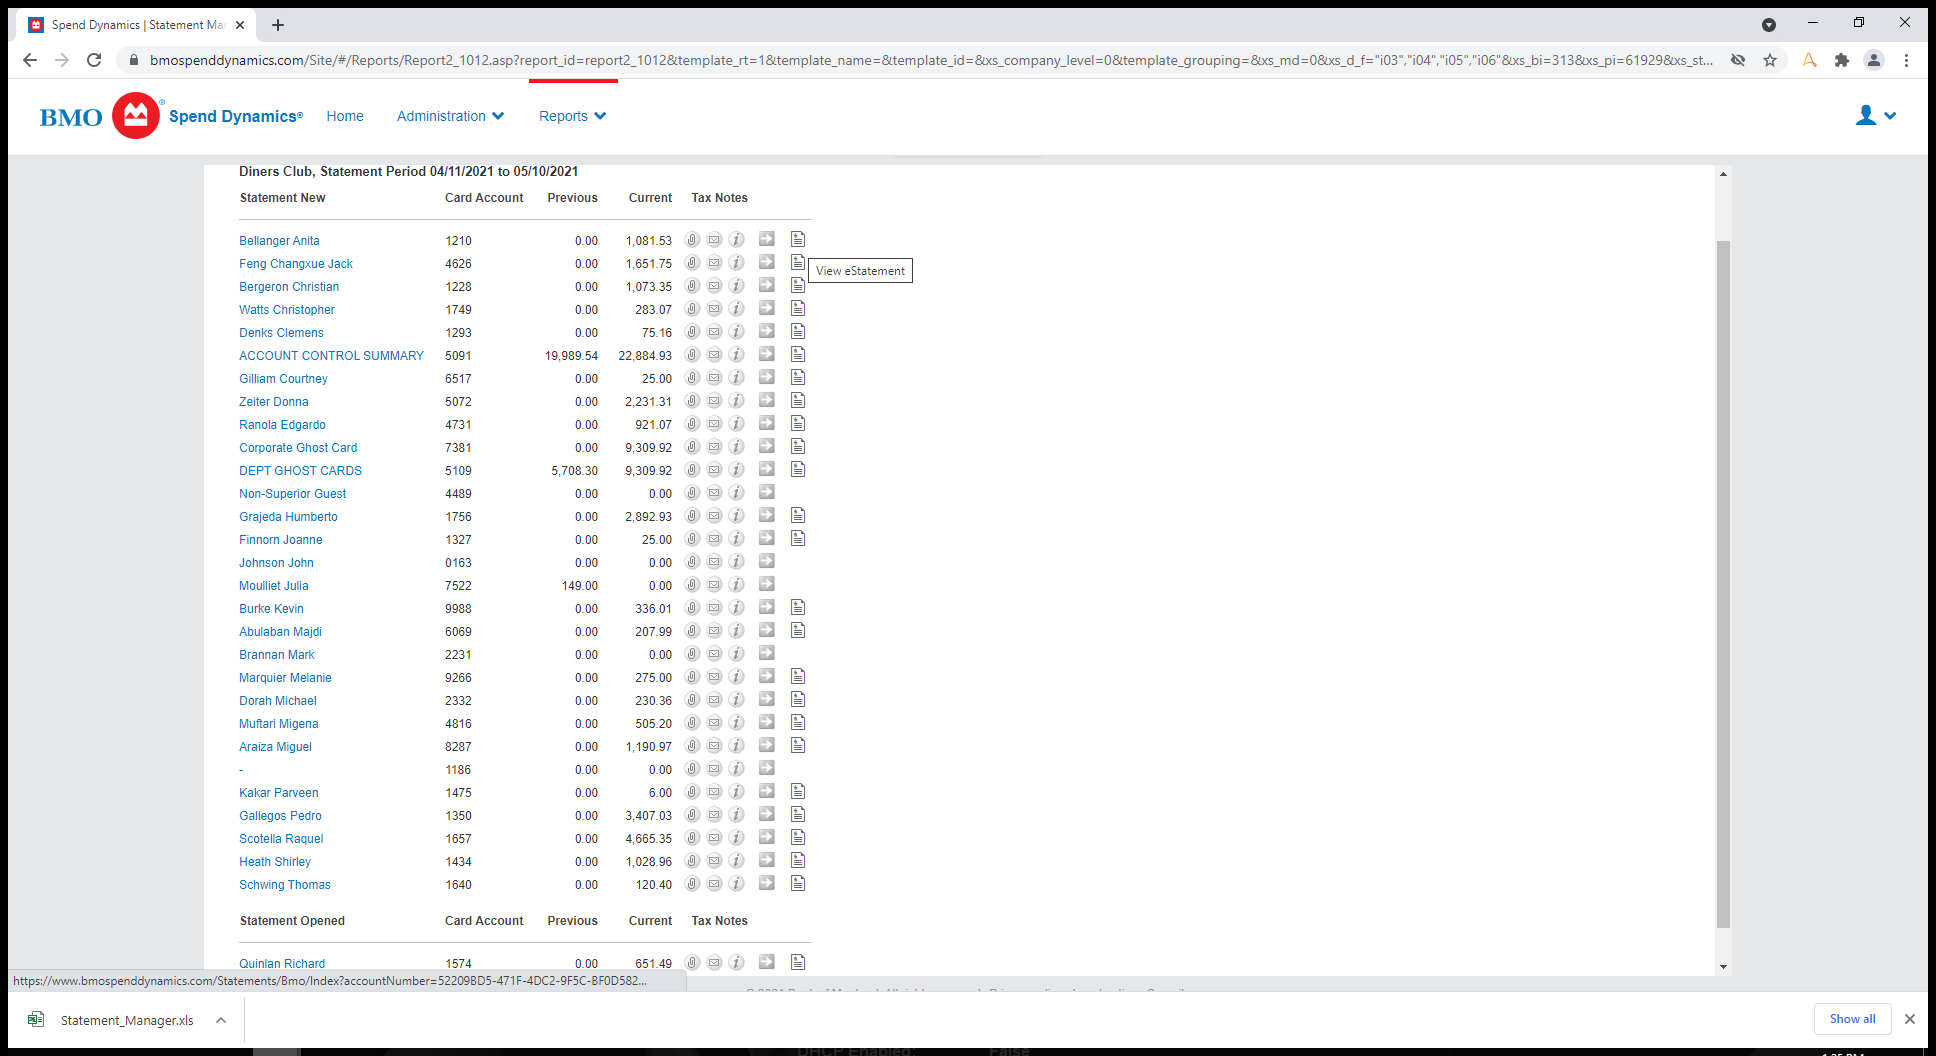 Spend Dynamics | Statement Ma
bmospenddynamics.com/Site/#/Reports/Report2_1012.asp?report_id=report2_1012&template_rt=1&template_name=&template_id=&xs_company_level=0&template_grouping=&xs_md=0&xs_d_f="i03","i04","i05","i06"&xs_bi=313&xs_pi=61929&xs_st...
BMO Spend Dynamics® Home Administration Reports
Diners Club, Statement Period 04/11/2021 to 05/10/2021
Statement New Card Account Previous Current Tax Notes
Bellanger Anita 1210 0.00 1,081.53
Feng Changxue Jack 4626 0.00 1,651.75
View eStatement
Bergeron Christian 1228 0.00 1,073.35
Watts Christopher 1749 0.00 283.07
Denks Clemens 1293 0.00 75.16
ACCOUNT CONTROL SUMMARY 5091 19,989.54 22,884.93
Gilliam Courtney 6517 0.00 25.00
Zeiter Donna 5072 0.00 2,231.31
Ranola Edgardo 4731 0.00 921.07
Corporate Ghost Card 7381 0.00 9,309.92
DEPT GHOST CARDS 5109 5,708.30 9,309.92
Non-Superior Guest 4489 0.00 0.00
Grajeda Humberto 1756 0.00 2,892.93
Finnorn Joanne 1327 0.00 25.00
Johnson John 0163 0.00 0.00
Moulliet Julia 7522 149.00 0.00
Burke Kevin 9988 0.00 336.01
Abulaban Majdi 6069 0.00 207.99
Brannan Mark 2231 0.00 0.00
Marquier Melanie 9266 0.00 275.00
Dorah Michael 2332 0.00 230.36
Muftari Migena 4816 0.00 505.20
Araiza Miguel 8287 0.00 1,190.97
- 1186 0.00 0.00
Kakar Parveen 1475 0.00 6.00
Gallegos Pedro 1350 0.00 3,407.03
Scotella Raquel 1657 0.00 4,665.35
Heath Shirley 1434 0.00 1,028.96
Schwing Thomas 1640 0.00 120.40
Statement Opened Card Account Previous Current Tax Notes
Quinlan Richard 1574 0.00 651.49
https://www.bmospenddynamics.com/Statements/Bmo/Index?accountNumber=52209BD5-471F-4DC2-9F5C-BF0D582...
Statement_Manager.xls Show all
DHCP Enabled: False